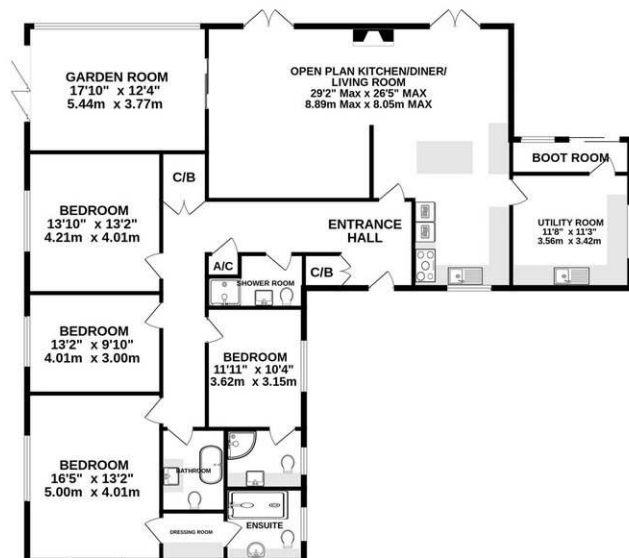 GARDEN ROOM
17'10" x 12'4"
5.44m x 3.77m
OPEN PLAN KITCHEN/DINER/
LIVING ROOM
29'2" Max x 26'5" MAX
8.89m Max x 8.05m MAX
BOOT ROOM
C/B
BEDROOM
13'10" x 13'2"
4.21m x 4.01m
ENTRANCE
HALL
UTILITY ROOM
11'8" x 11'3"
3.56m x 3.42m
A/C
C/B
SHOWER ROOM
BEDROOM
13'2" x 9'10"
4.01m x 3.00m
BEDROOM
11'11" x 10'4"
3.62m x 3.15m
BEDROOM
16'5" x 13'2"
5.00m x 4.01m
BATHROOM
DRESSING ROOM
ENSUITE